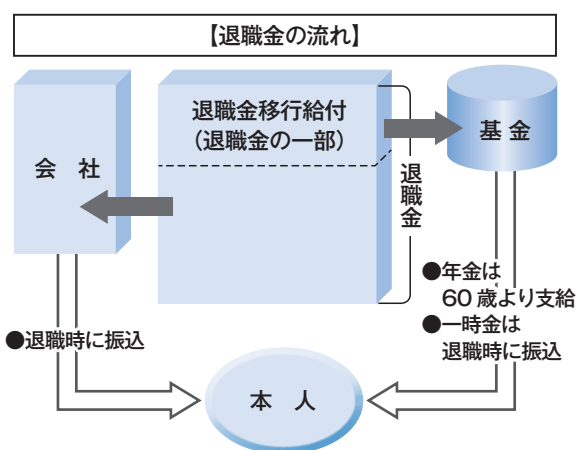 【退職金の流れ】
退職金移行給付
(退職金の一部)
会 社
退職金
基 金
●年金は
60歳より支給
●一時金は
退職時に振込
●退職時に振込
本 人